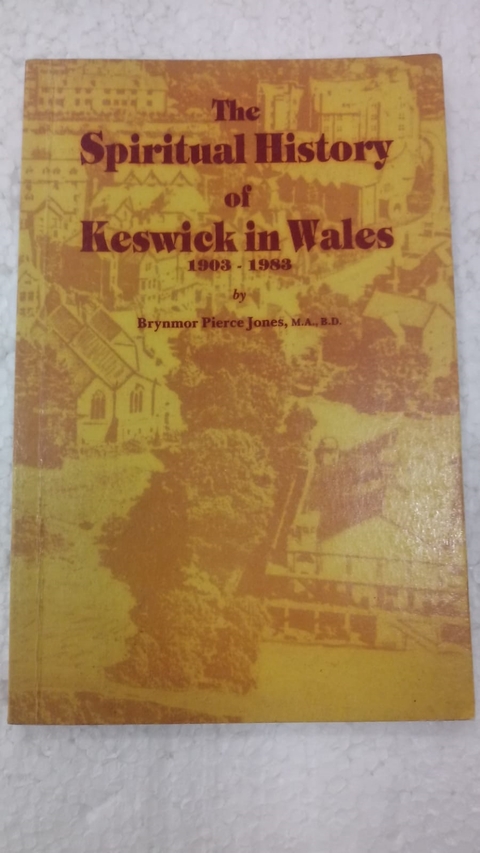 The
Spiritual History
of
Keswick in Wales
1903 - 1983
by
Brynmor Pierce Jones, M.A., B.D.